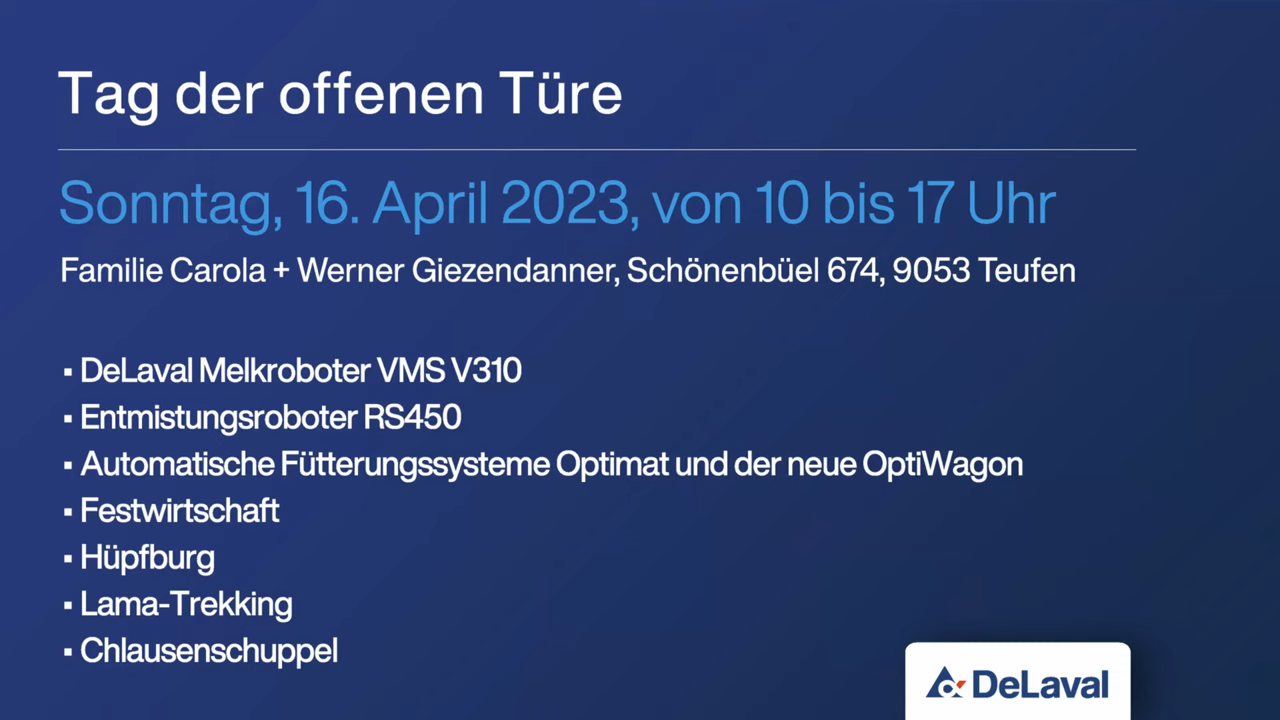 Tag der offenen Türe
Sonntag, 16. April 2023, von 10 bis 17 Uhr
Familie Carola + Werner Giezendanner, Schönenbüel 674, 9053 Teufen
▪ DeLaval Melkroboter VMS V310
▪ Entmistungsroboter RS450
▪ Automatische Fütterungssysteme Optimat und der neue OptiWagon
▪ Festwirtschaft
▪ Hüpfburg
▪ Lama-Trekking
▪ Chlausenschuppel
DeLaval